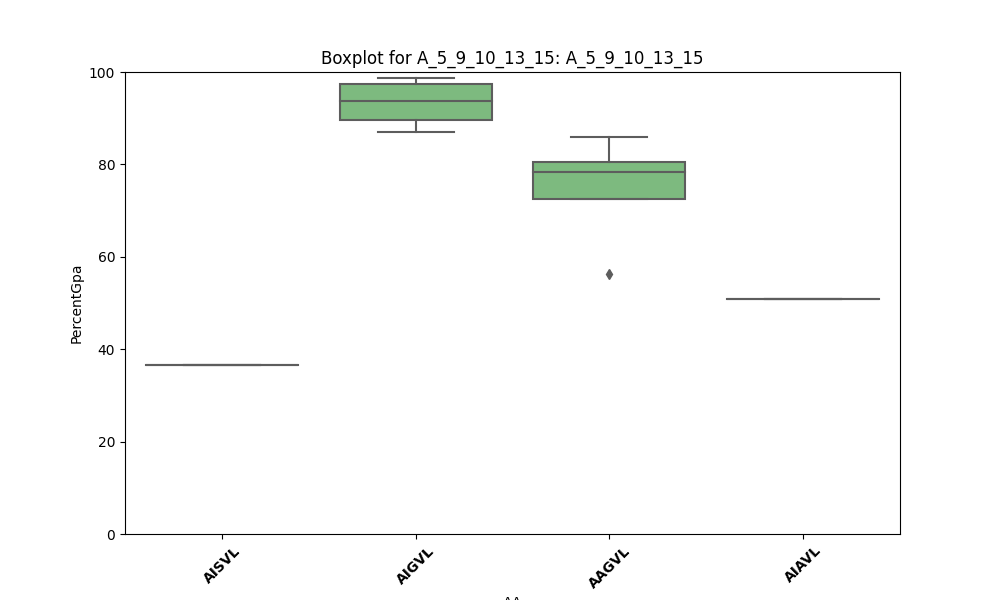 Boxplot for A_5_9_10_13_15: A_5_9_10_13_15
100
80
60
40
20
0
PercentGpa
AISVL
AIGVL
AAGVL
AIAVL